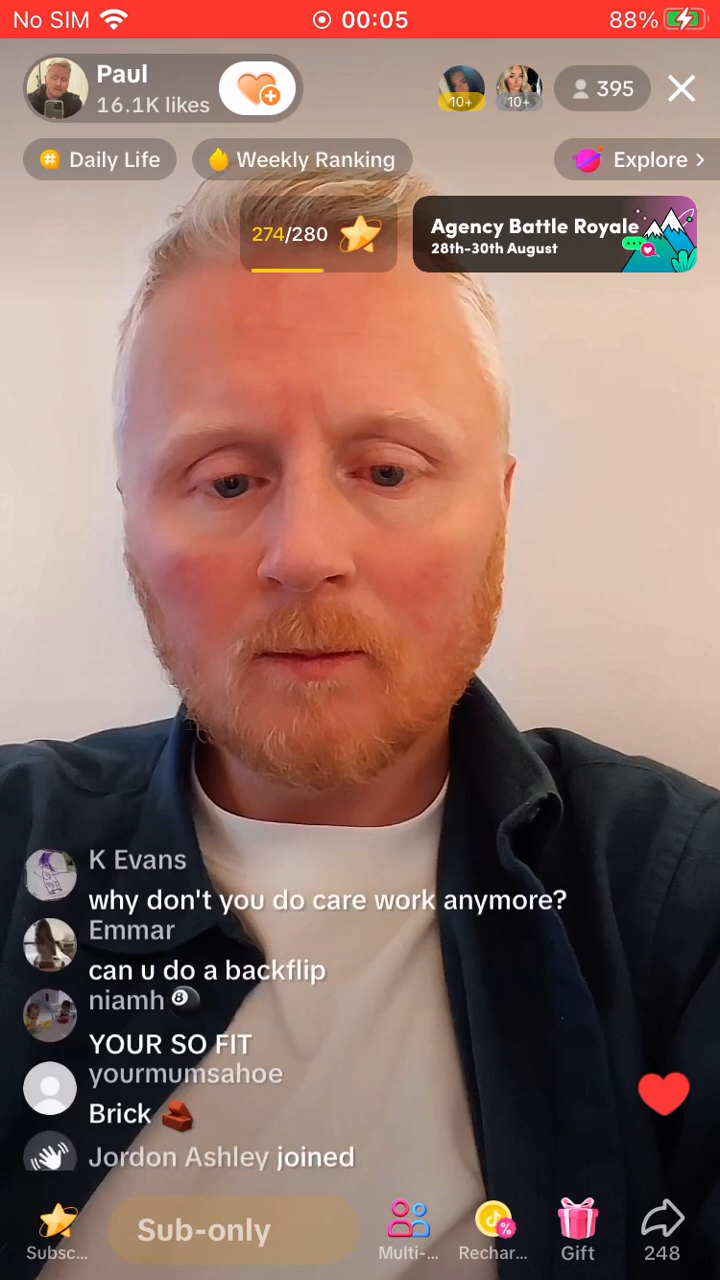 No SIM 00:05 88%
Paul
16.1K likes
10+ 10+ 395
Daily Life Weekly Ranking Explore >
274/280
Agency Battle Royale
28th-30th August
K Evans
why don't you do care work anymore?
Emmar
can u do a backflip
niamh🎱
YOUR SO FIT
yourmumsahoe
Brick 🧱
Jordon Ashley joined
Sub-only
Subsc... Multi-... Rechar... Gift 248